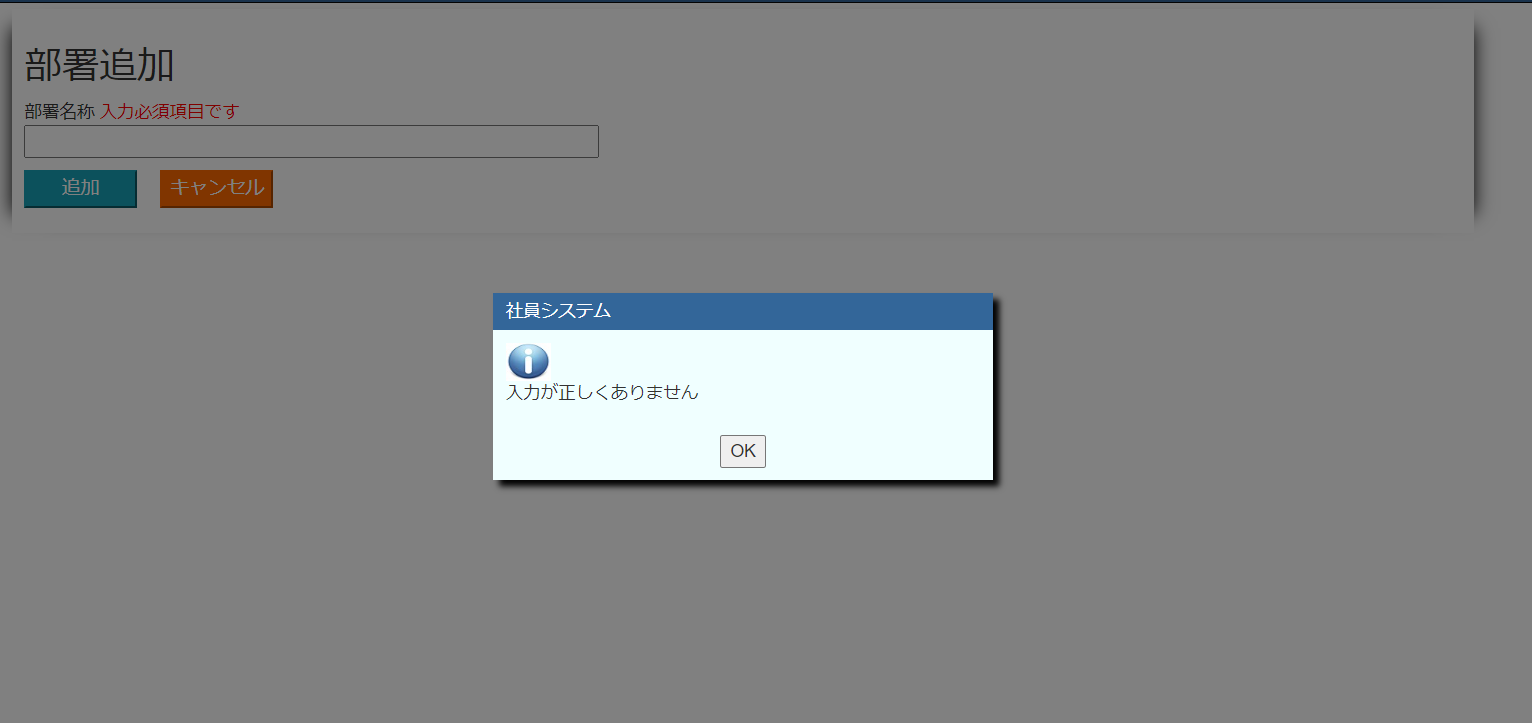 部署追加
部署名称 入力必須項目です
追加 キャンセル
社員システム
入力が正しくありません
OK